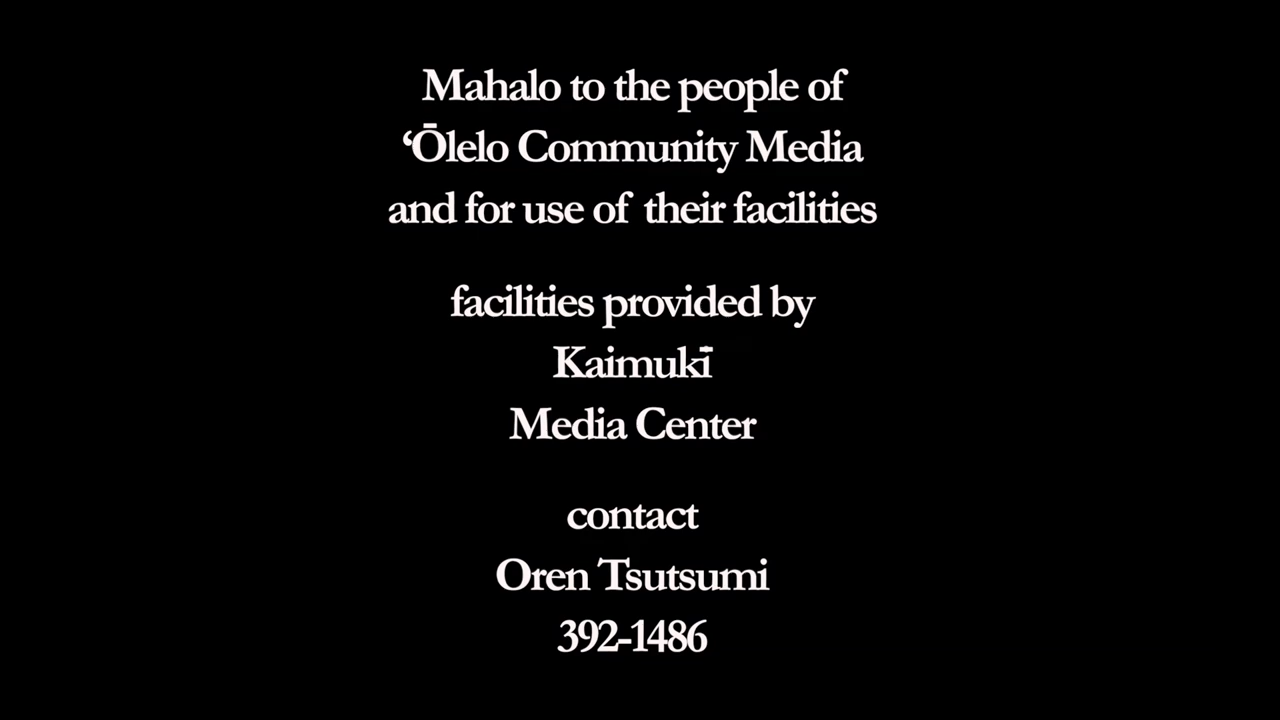 Mahalo to the people of
‘Ōlelo Community Media
and for use of their facilities
facilities provided by
Kaimukī
Media Center
contact
Oren Tsutsumi
392-1486